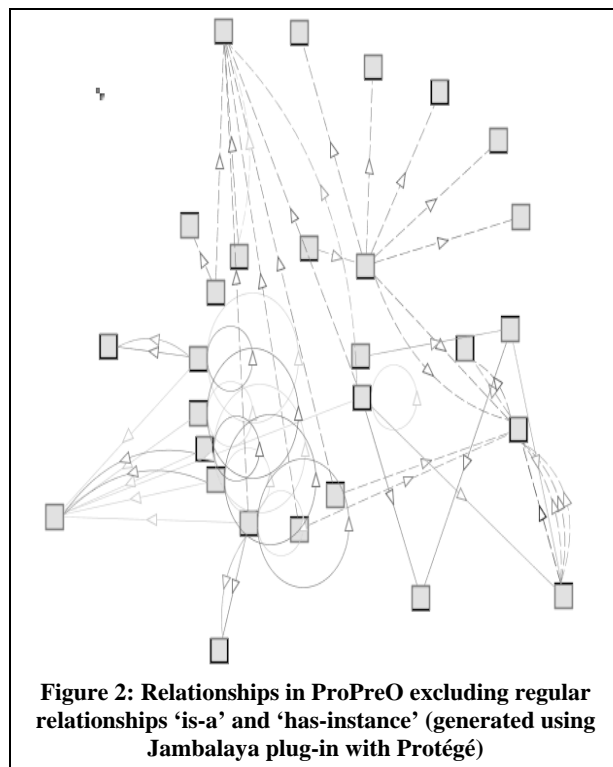 Figure 2: Relationships in ProPreO excluding regular
relationships ‘is-a’ and ‘has-instance’ (generated using
Jambalaya plug-in with Protégé)